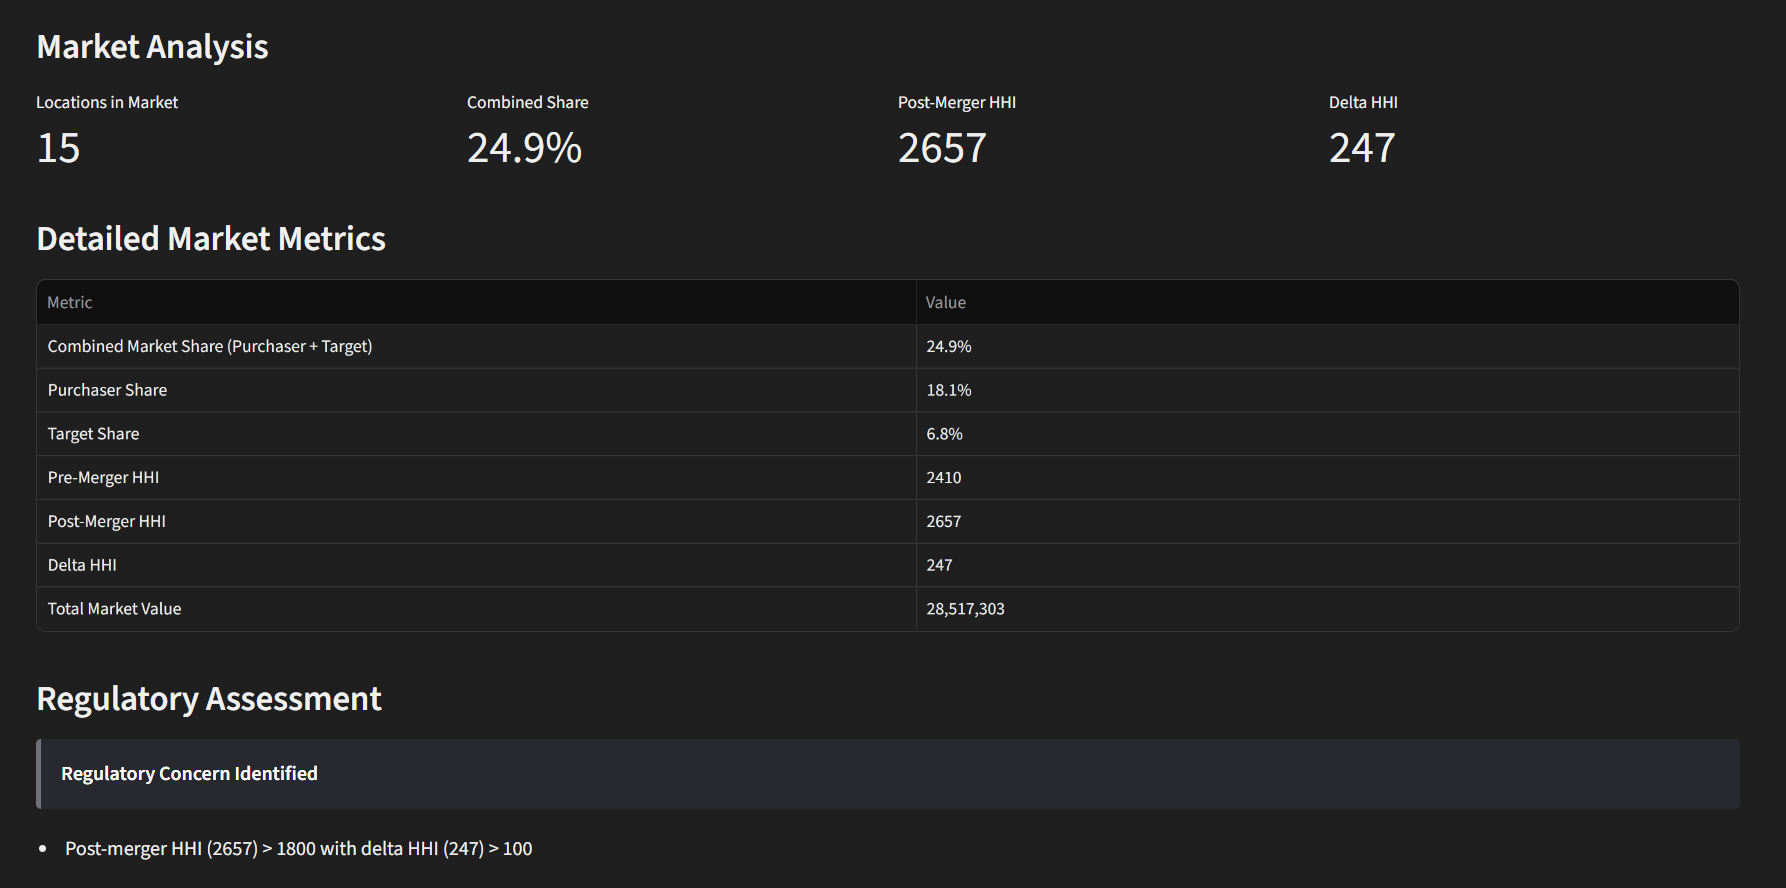 Market Analysis
Locations in Market
15
Combined Share
24.9%
Post-Merger HHI
2657
Delta HHI
247
Detailed Market Metrics
Metric Value
Combined Market Share (Purchaser + Target) 24.9%
Purchaser Share 18.1%
Target Share 6.8%
Pre-Merger HHI 2410
Post-Merger HHI 2657
Delta HHI 247
Total Market Value 28,517,303
Regulatory Assessment
Regulatory Concern Identified
• Post-merger HHI (2657) > 1800 with delta HHI (247) > 100